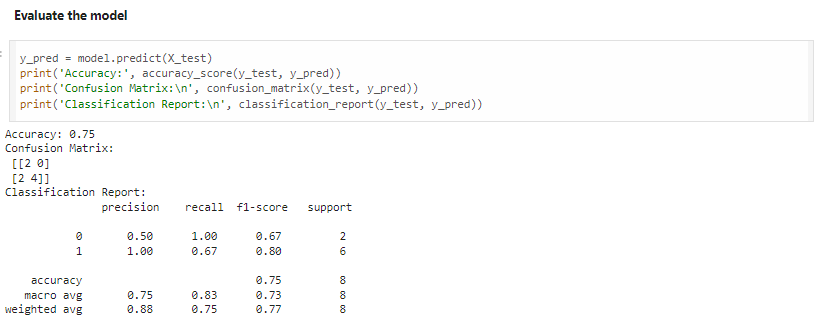 Evaluate the model
y_pred = model.predict(X_test)
print('Accuracy:', accuracy_score(y_test, y_pred))
print('Confusion Matrix:\n', confusion_matrix(y_test, y_pred))
print('Classification Report:\n', classification_report(y_test, y_pred))
Accuracy: 0.75
Confusion Matrix:
[[2 0]
[2 4]]
Classification Report:
precision recall f1-score support
0 0.50 1.00 0.67 2
1 1.00 0.67 0.80 6
accuracy 0.75 8
macro avg 0.75 0.83 0.73 8
weighted avg 0.88 0.75 0.77 8